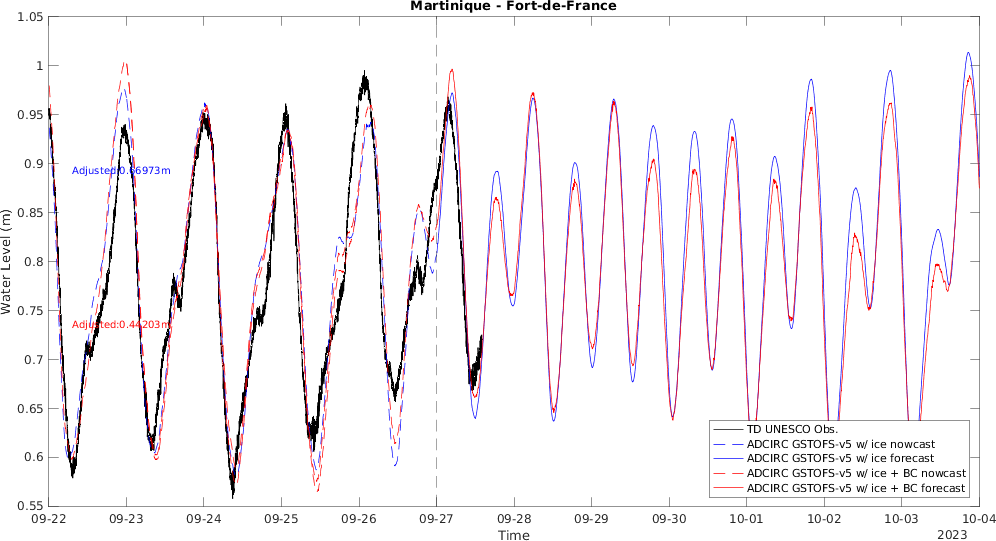 Martinique - Fort-de-France
1.05
1
0.95
0.9
0.85
0.8
0.75
0.7
0.65
0.6
0.55
Water Level (m)
Adjusted:0.66973m
Adjusted:0.44203m
TD UNESCO Obs.
ADCIRC GSTOFS-v5 w/ ice nowcast
ADCIRC GSTOFS-v5 w/ ice forecast
ADCIRC GSTOFS-v5 w/ ice + BC nowcast
ADCIRC GSTOFS-v5 w/ ice + BC forecast
09-22 09-23 09-24 09-25 09-26 09-27 09-28 09-29 09-30 10-01 10-02 10-03 10-04
Time
2023